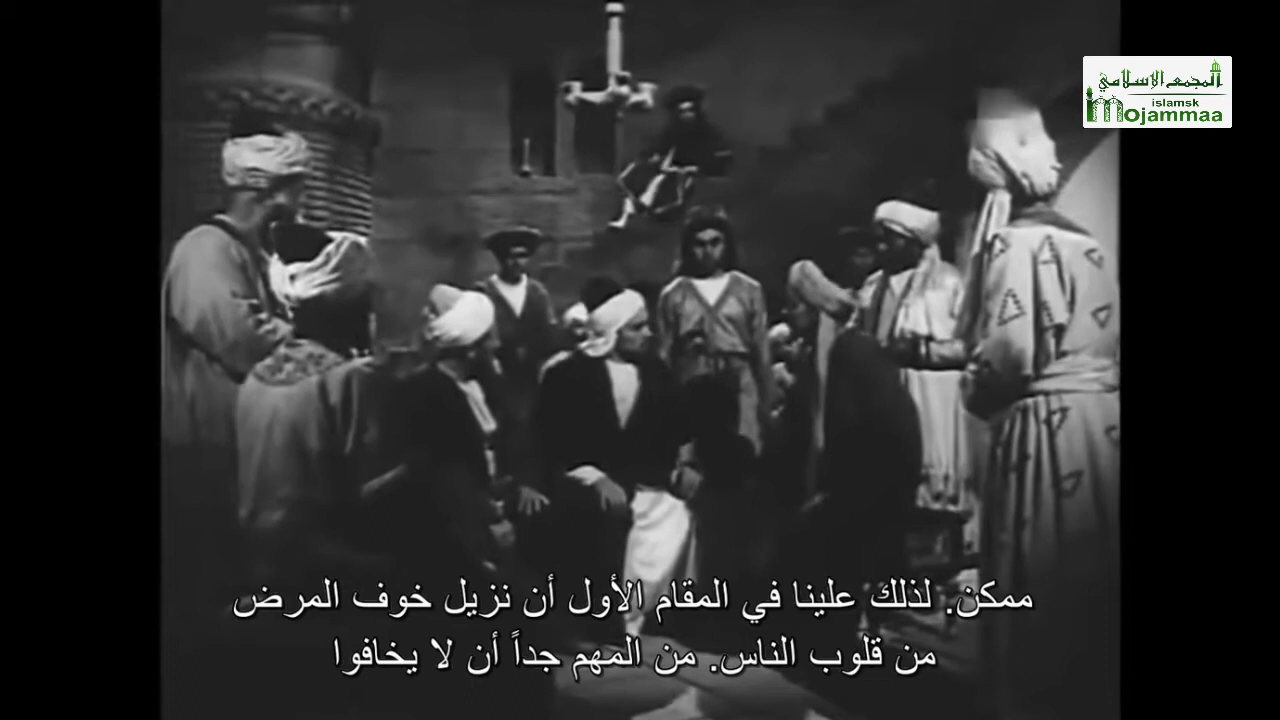 المجمع الاسلامي
islamsk
mojammaa
ممكن. لذلك علينا في المقام الأول أن نزيل خوف المرض
من قلوب الناس. من المهم جداً أن لا يخافوا